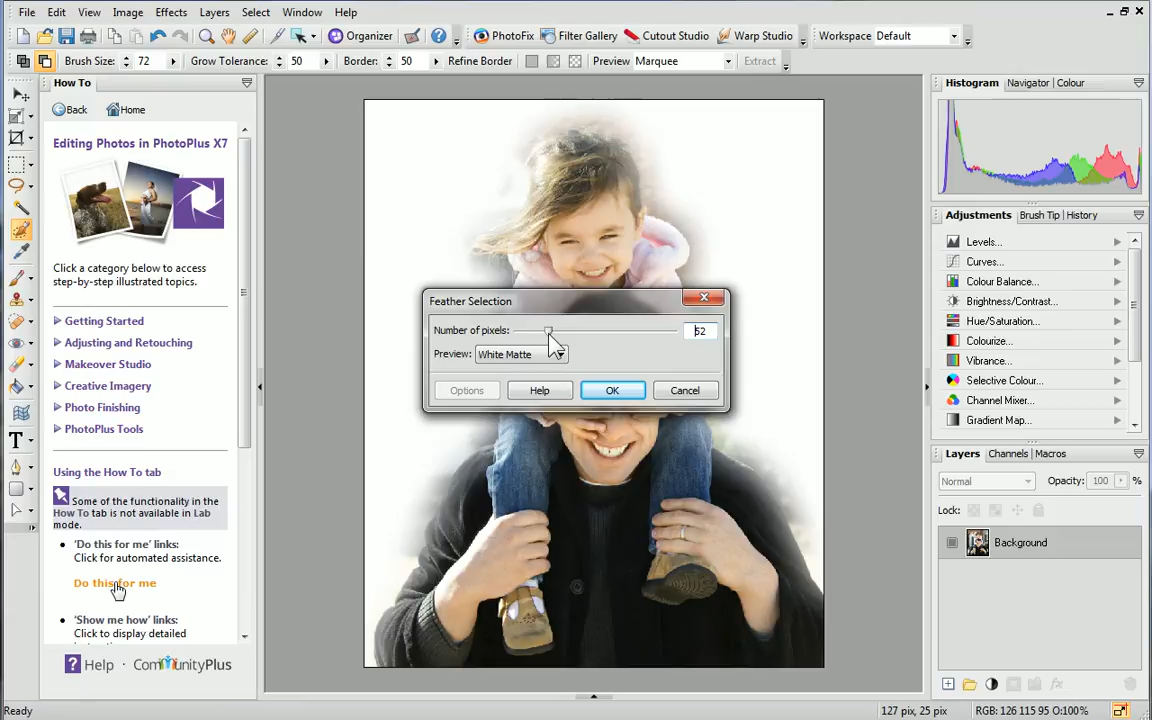 File Edit View Image Effects Layers Select Window Help
Organizer PhotoFix Filter Gallery Cutout Studio Warp Studio Workspace Default
Brush Size: 72 Grow Tolerance: 50 Border: 50 Refine Border Preview Marquee Extract
How To
Back Home
Editing Photos in PhotoPlus X7
Click a category below to access
step-by-step illustrated topics.
Getting Started
Adjusting and Retouching
Makeover Studio
Creative Imagery
Photo Finishing
PhotoPlus Tools
Using the How To tab
Some of the functionality in the
How To tab is not available in Lab
mode.
'Do this for me' links:
Click for automated assistance.
Do this for me
'Show me how' links:
Click to display detailed
Help · CommunityPlus
Feather Selection
Number of pixels: 52
Preview: White Matte
Options Help OK Cancel
Histogram Navigator | Colour
Adjustments Brush Tip | History
Levels...
Curves...
Colour Balance...
Brightness/Contrast...
Hue/Saturation...
Colourize...
Vibrance...
Selective Colour...
Channel Mixer...
Gradient Map...
Layers Channels | Macros
Normal Opacity: 100 %
Lock:
Background
Ready 127 pix, 25 pix RGB: 126 115 95 O:100%